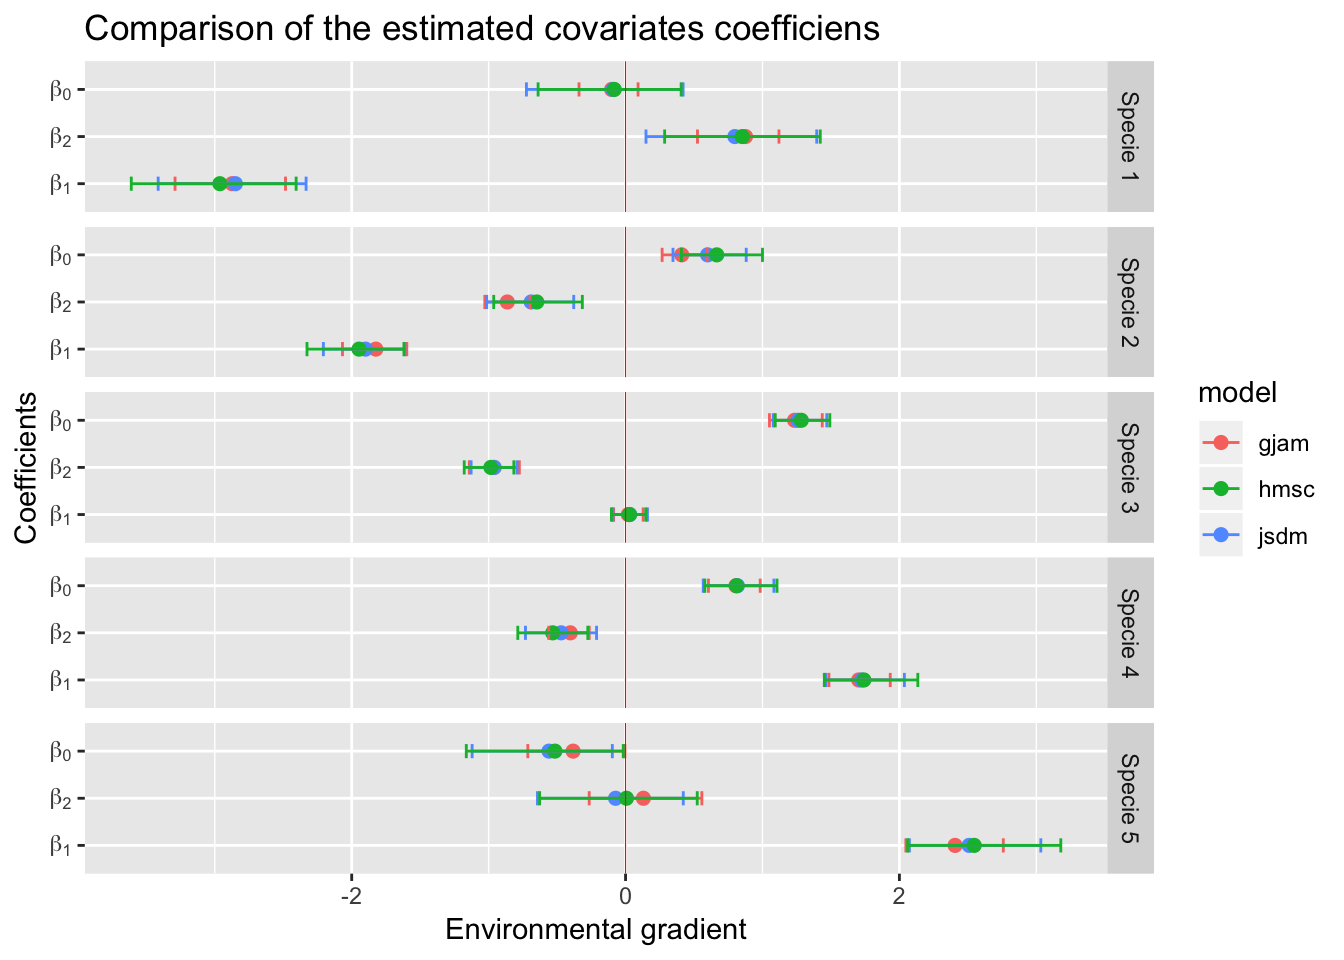 Comparison of the estimated covariates coefficiens
β0
β2
β1
Specie 1
β0
β2
β1
Specie 2
β0
β2
β1
Specie 3
β0
β2
β1
Specie 4
β0
β2
β1
Specie 5
Coefficients
-2
0
2
Environmental gradient
model
gjam
hmsc
jsdm